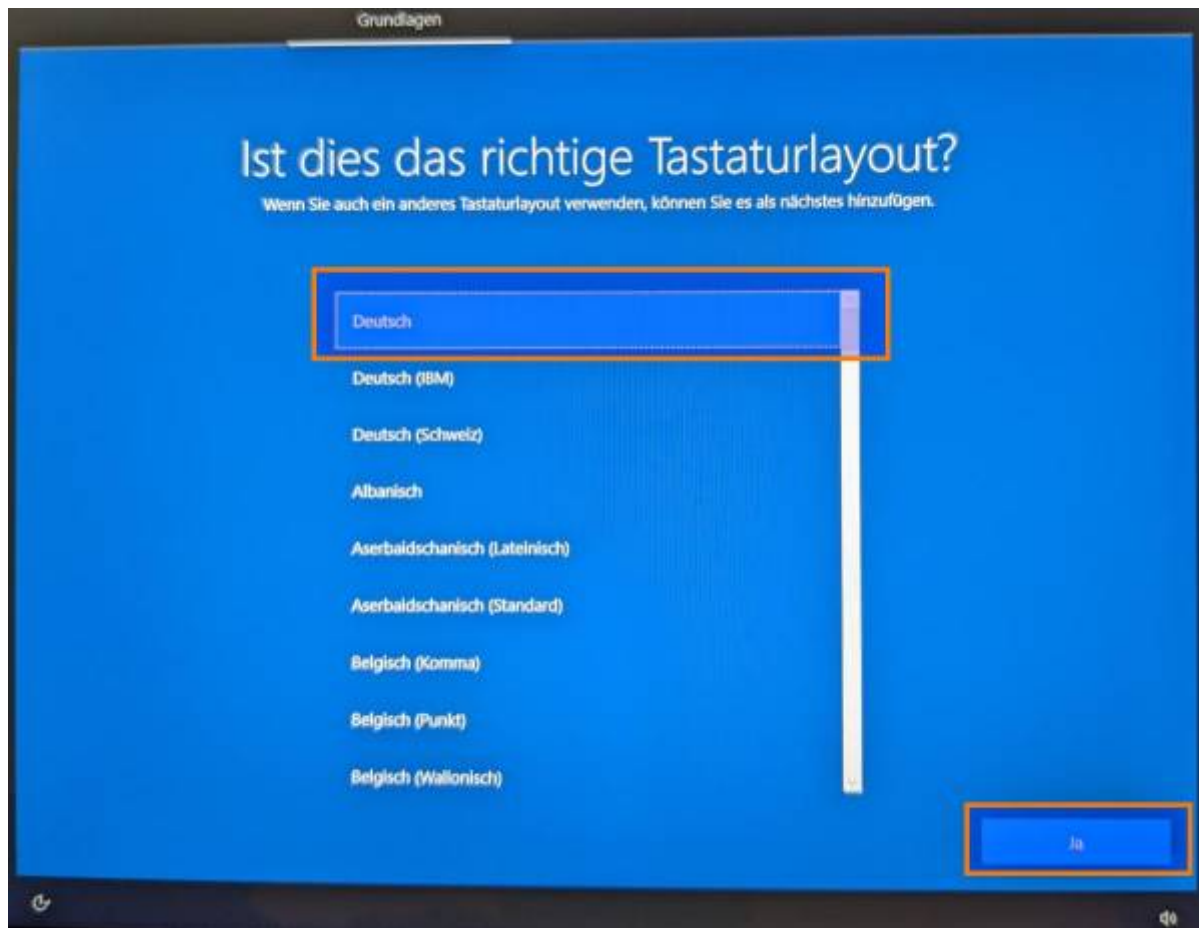 Grundlagen
Ist dies das richtige Tastaturlayout?
Wenn Sie auch ein anderes Tastaturlayout verwenden, können Sie es als nächstes hinzufügen.
Deutsch
Deutsch (IBM)
Deutsch (Schweiz)
Albanisch
Aserbaidschanisch (Lateinisch)
Aserbaidschanisch (Standard)
Belgisch (Komma)
Belgisch (Punkt)
Belgisch (Wallonisch)
Ja